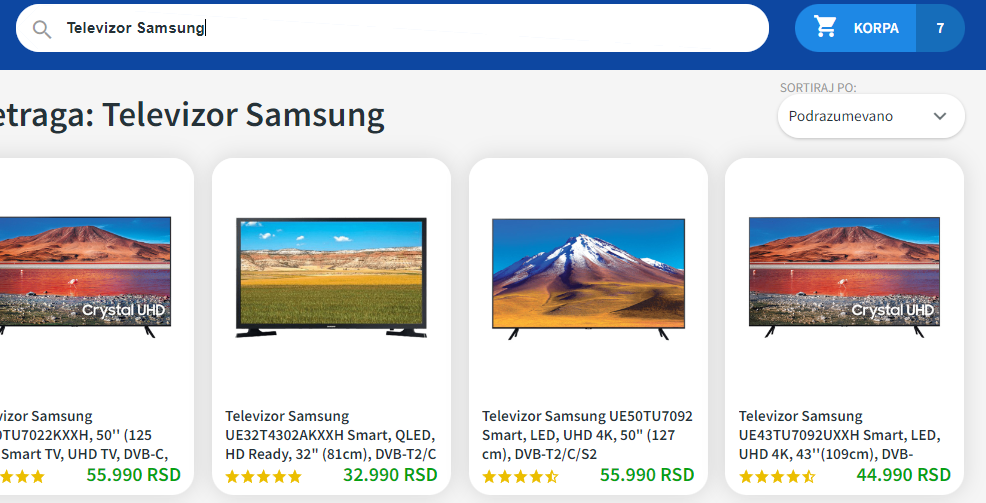 Televizor Samsung
KORPA 7
SORTIRAJ PO:
etraga: Televizor Samsung
Podrazumevano
Crystal UHD
Crystal UHD
vizor Samsung
TU7022KXXH, 50'' (125
Smart TV, UHD TV, DVB-C,
55.990 RSD
Televizor Samsung
UE32T4302AKXXH Smart, QLED,
HD Ready, 32" (81cm), DVB-T2/C
32.990 RSD
Televizor Samsung UE50TU7092
Smart, LED, UHD 4K, 50" (127
cm), DVB-T2/C/S2
55.990 RSD
Televizor Samsung
UE43TU7092UXXH Smart, LED,
UHD 4K, 43''(109cm), DVB-
44.990 RSD